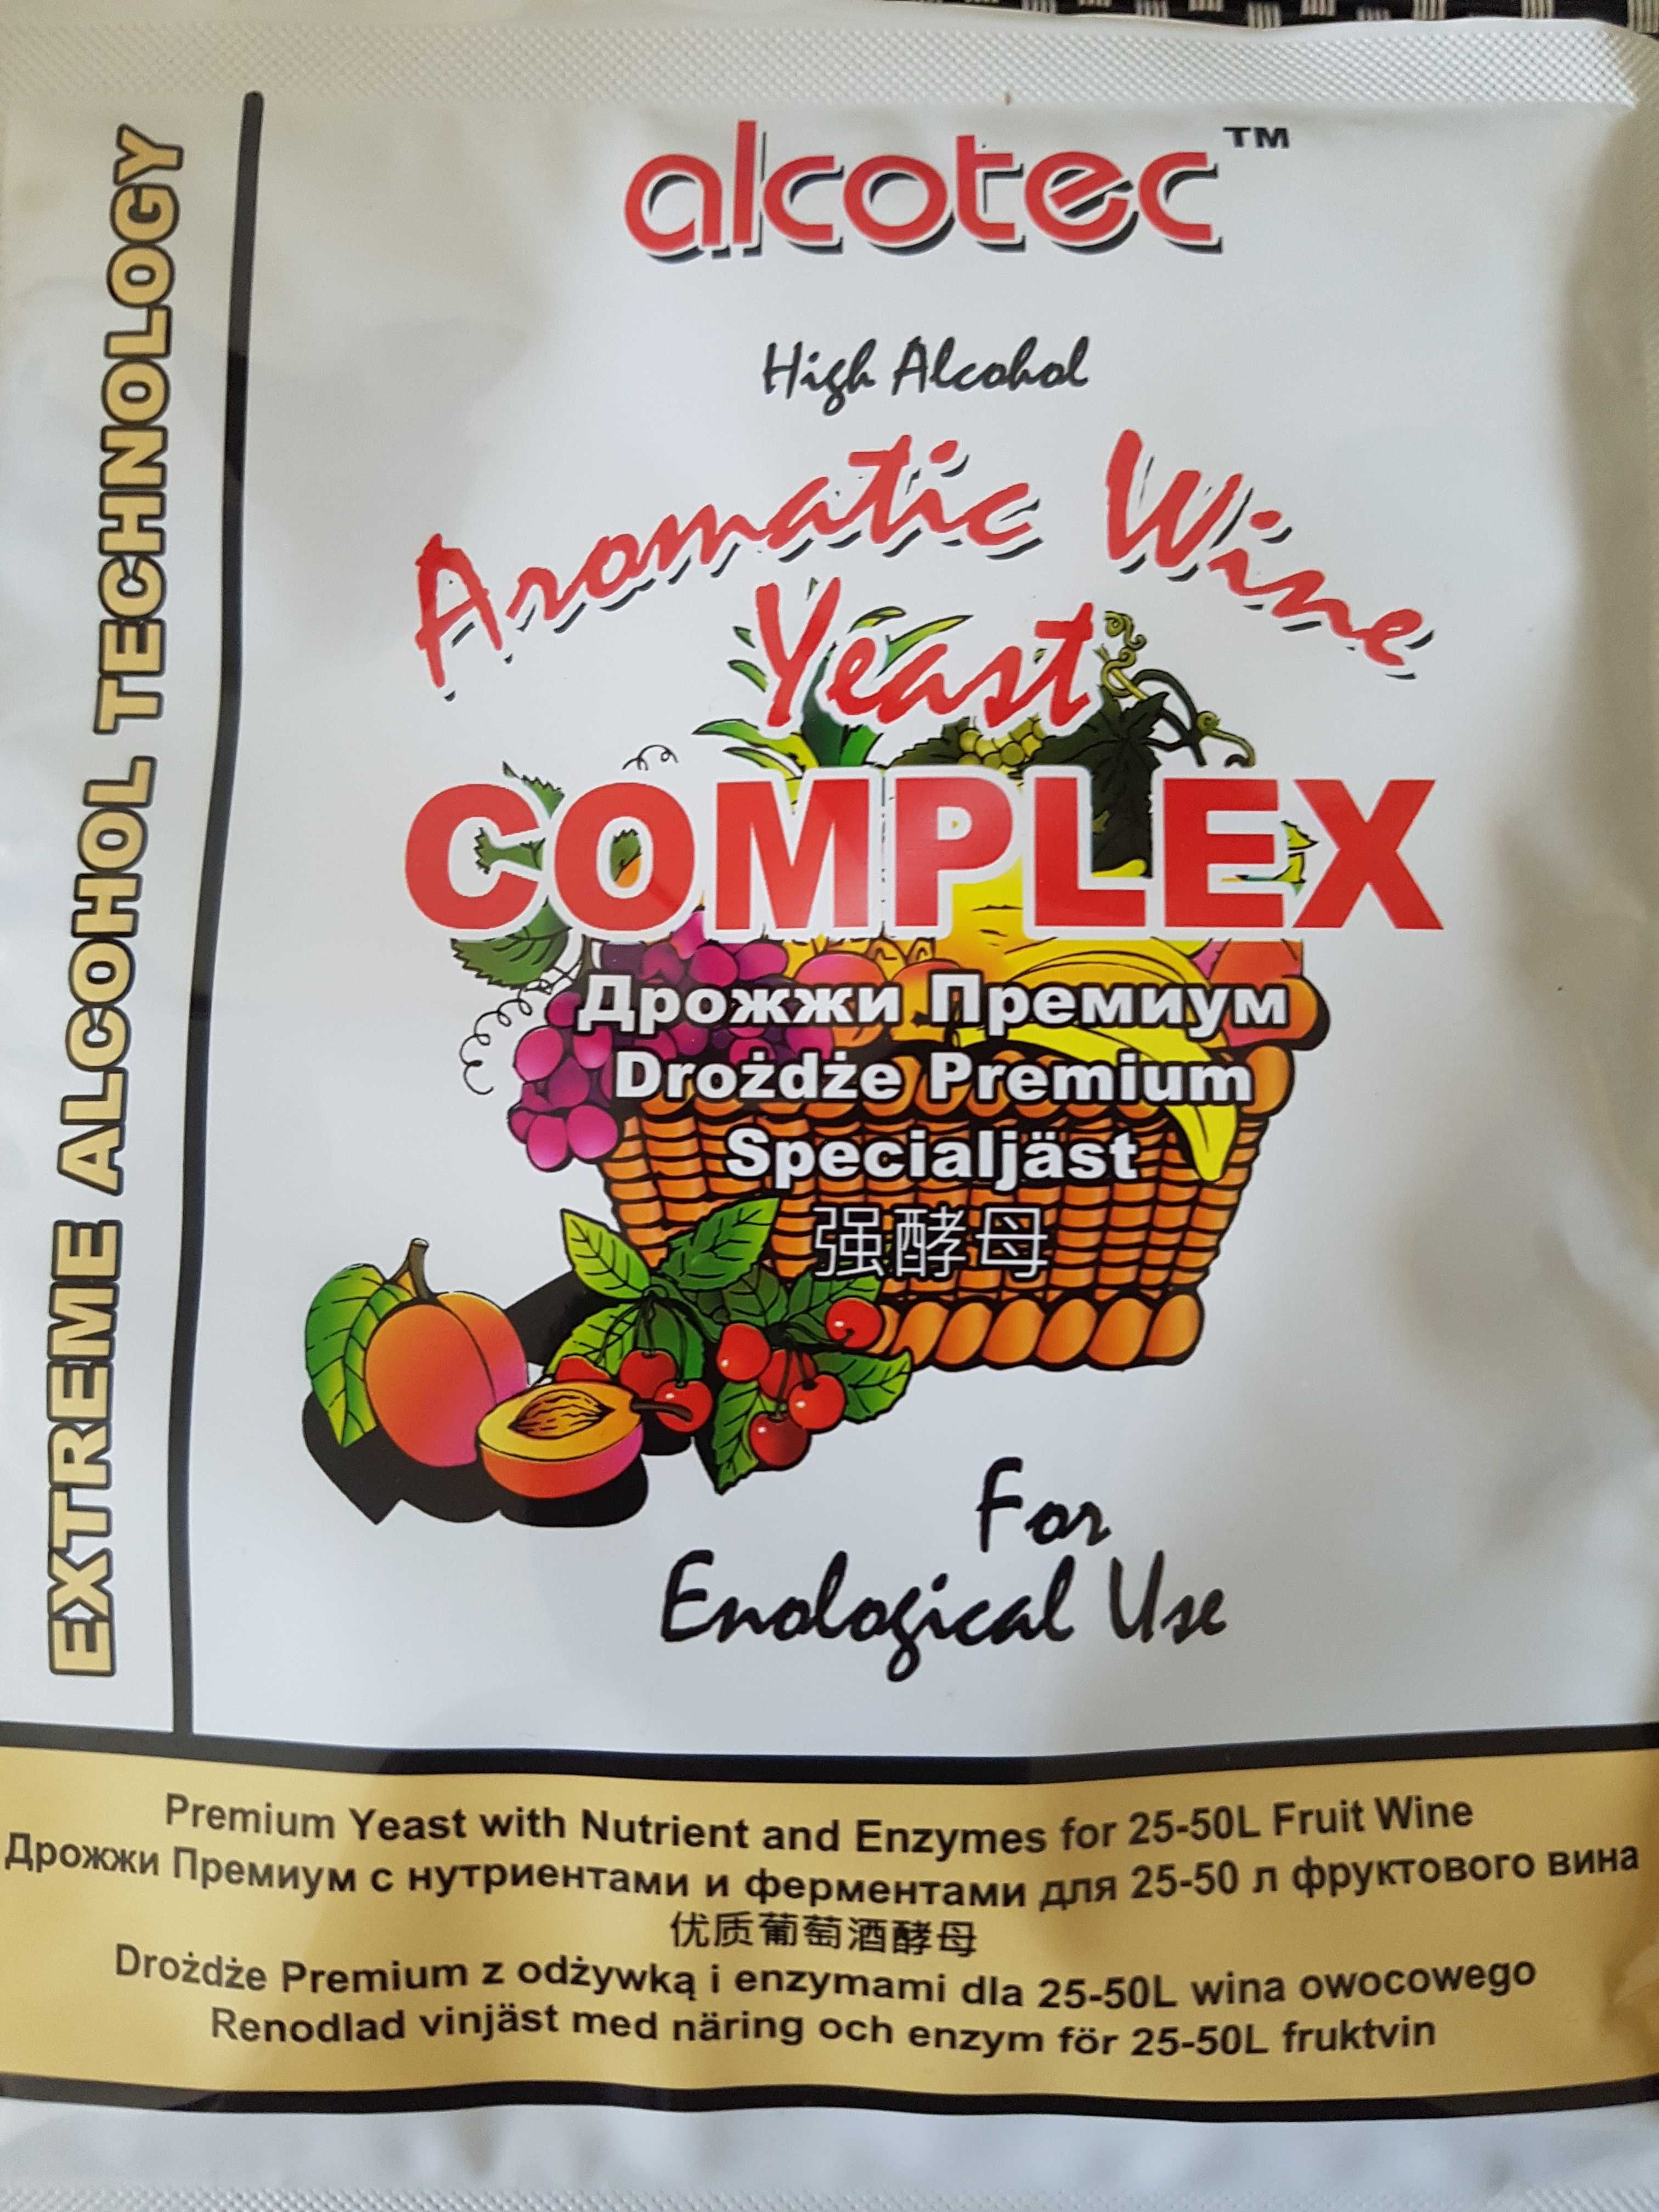 alcotec™
High Alcohol
Aromatic Wine
Yeast
COMPLEX
Дрожжи Премиум
Drożdże Premium
Specialjäst
强酵母
For
Enological Use
EXTREME ALCOHOL TECHNOLOGY
Premium Yeast with Nutrient and Enzymes for 25-50L Fruit Wine
Дрожжи Премиум с нутриентами и ферментами для 25-50 л фруктового вина
优质葡萄酒酵母
Drożdże Premium z odżywką i enzymami dla 25-50L wina owocowego
Renodlad vinjäst med näring och enzym för 25-50L fruktvin